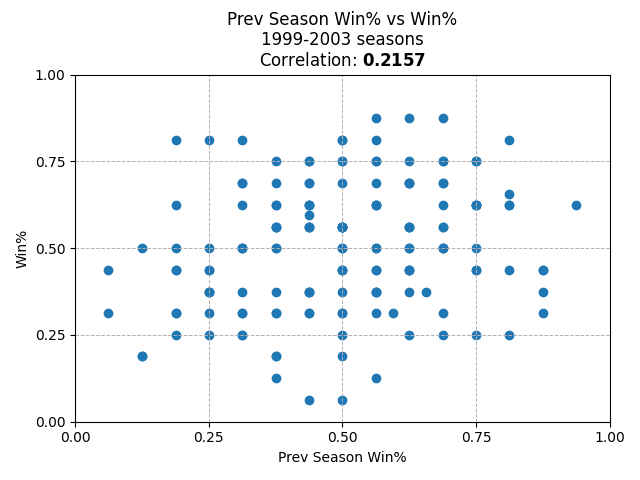 Prev Season Win% vs Win%
1999-2003 seasons
Correlation: 0.2157
1.00
0.75
Win%
0.50
0.25
0.00
0.00 0.25 0.50 0.75 1.00
Prev Season Win%